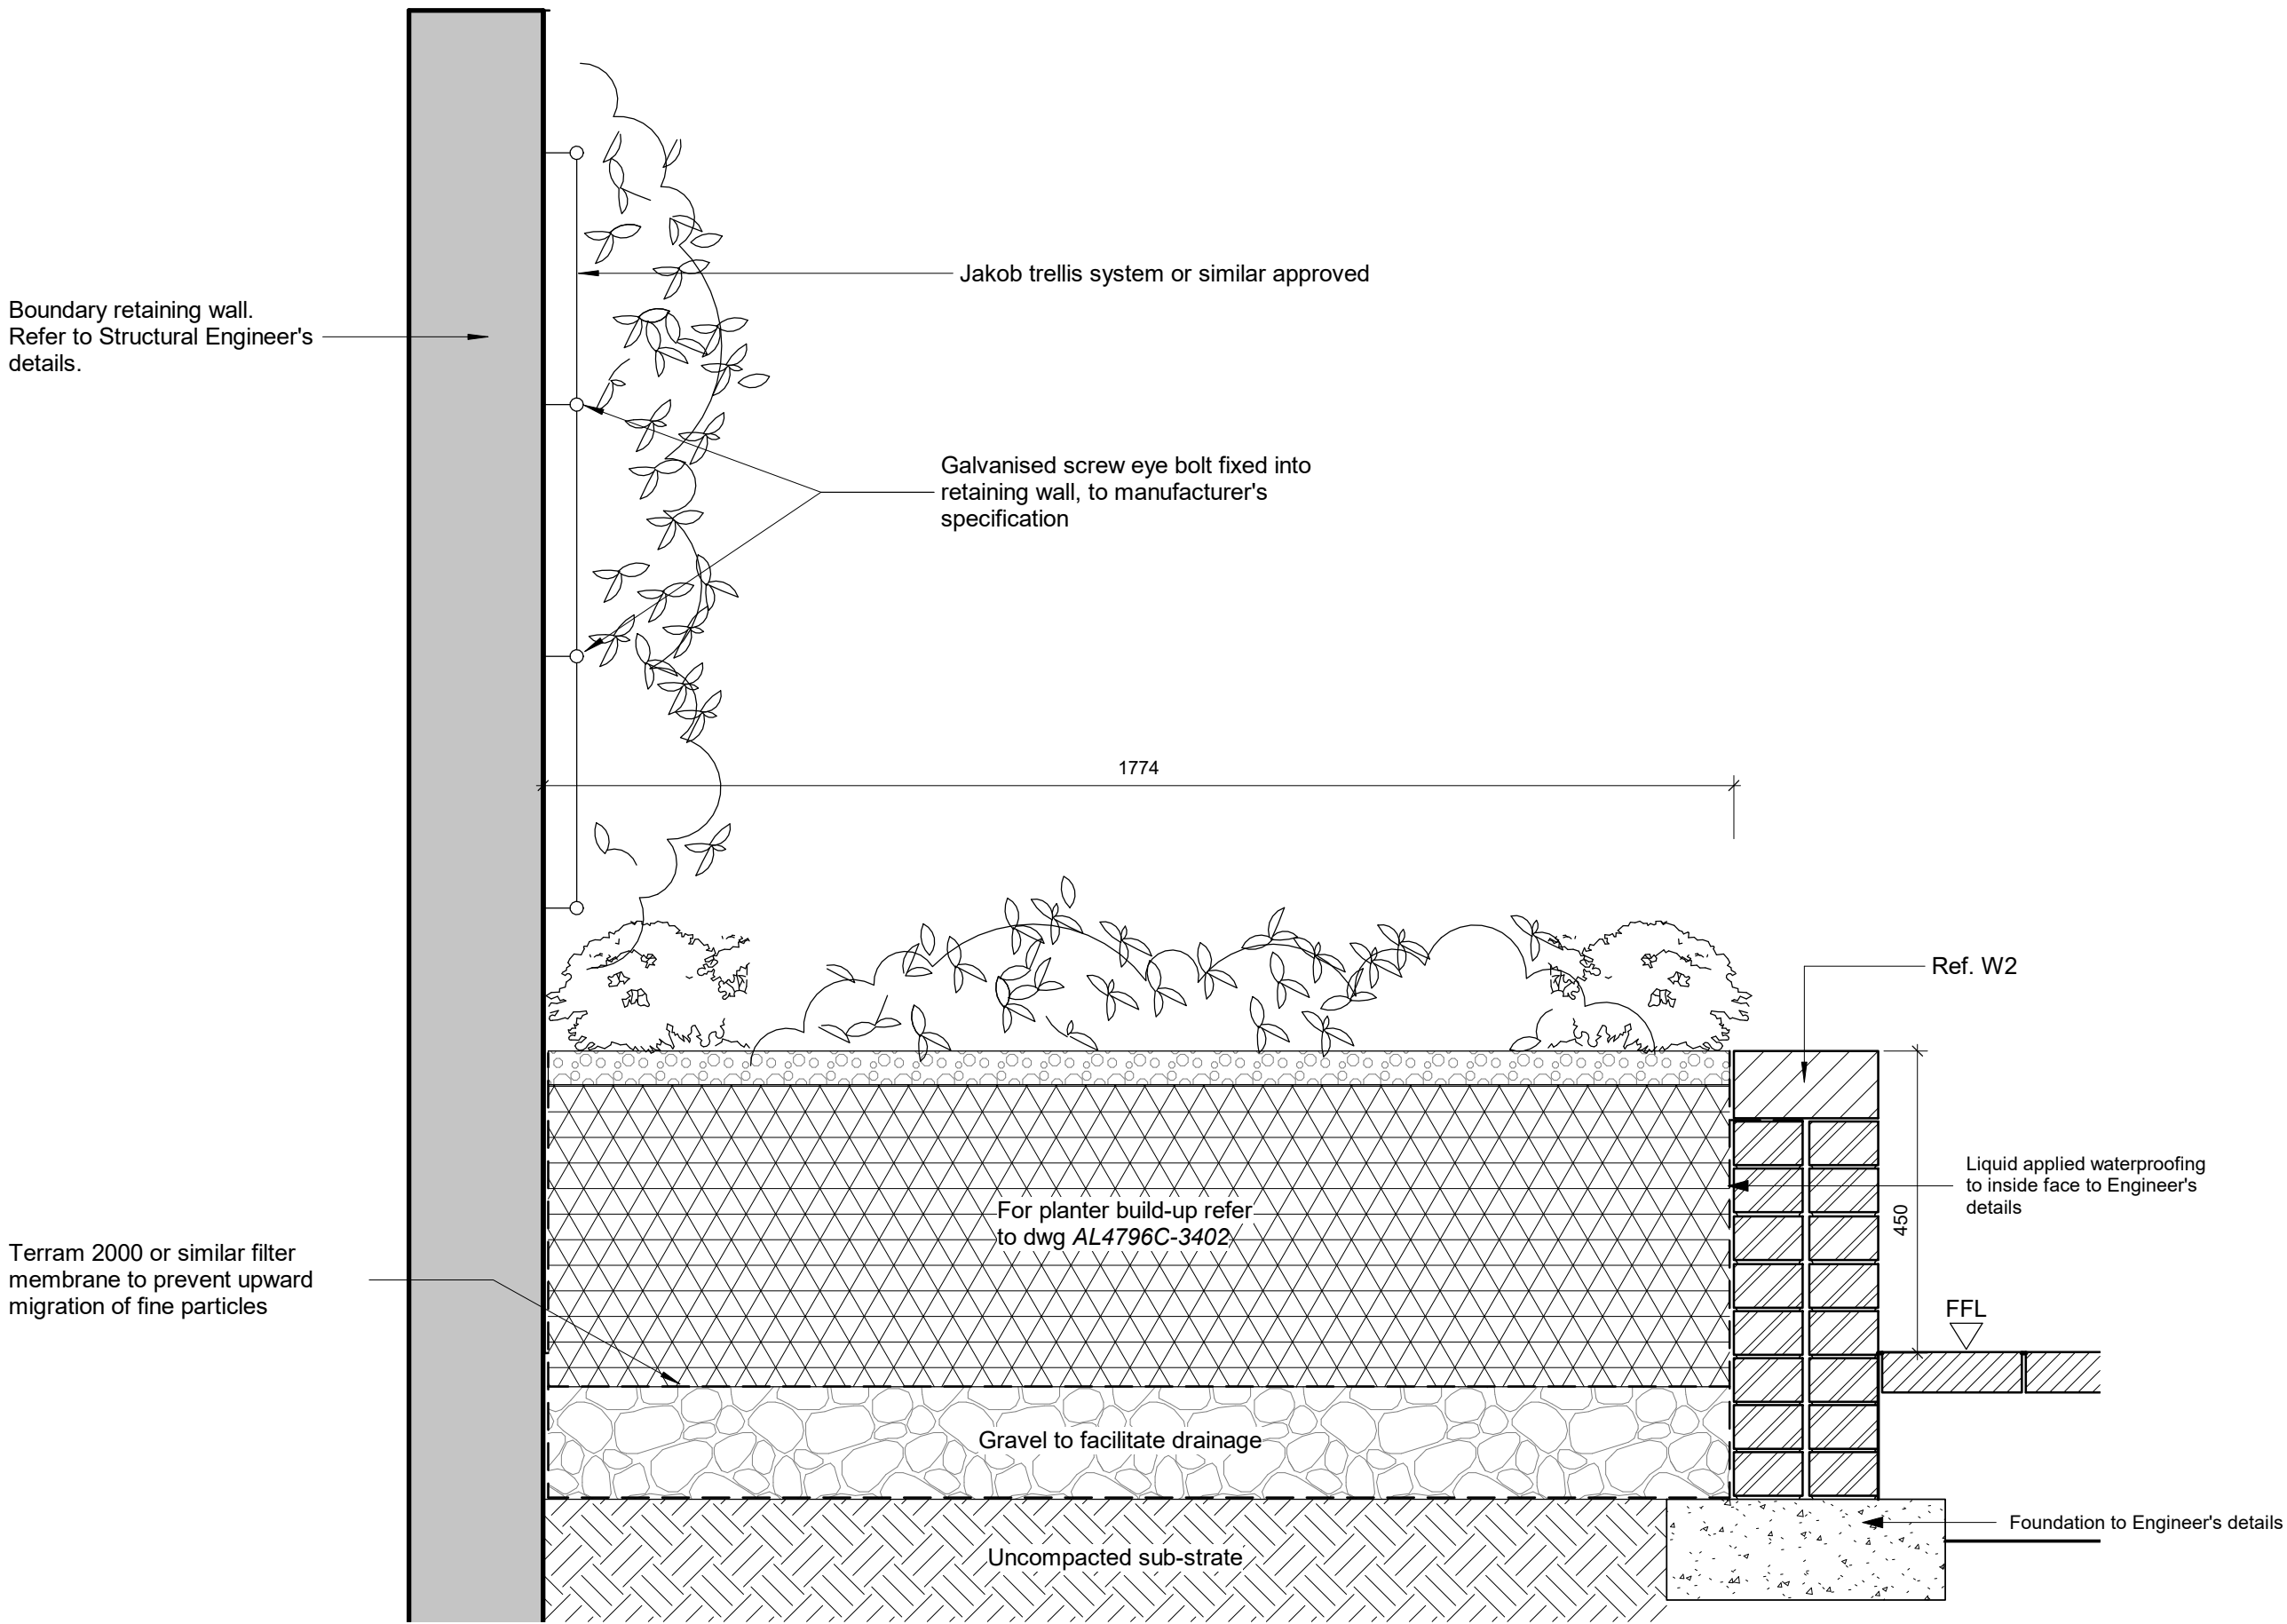 Jakob trellis system or similar approved
Boundary retaining wall.
Refer to Structural Engineer's
details.
Galvanised screw eye bolt fixed into
retaining wall, to manufacturer's
specification
1774
Ref. W2
Liquid applied waterproofing
to inside face to Engineer's
details
450
For planter build-up refer
to dwg AL4796C-3402
Terram 2000 or similar filter
membrane to prevent upward
migration of fine particles
FFL
Gravel to facilitate drainage
Foundation to Engineer's details
Uncompacted sub-strate